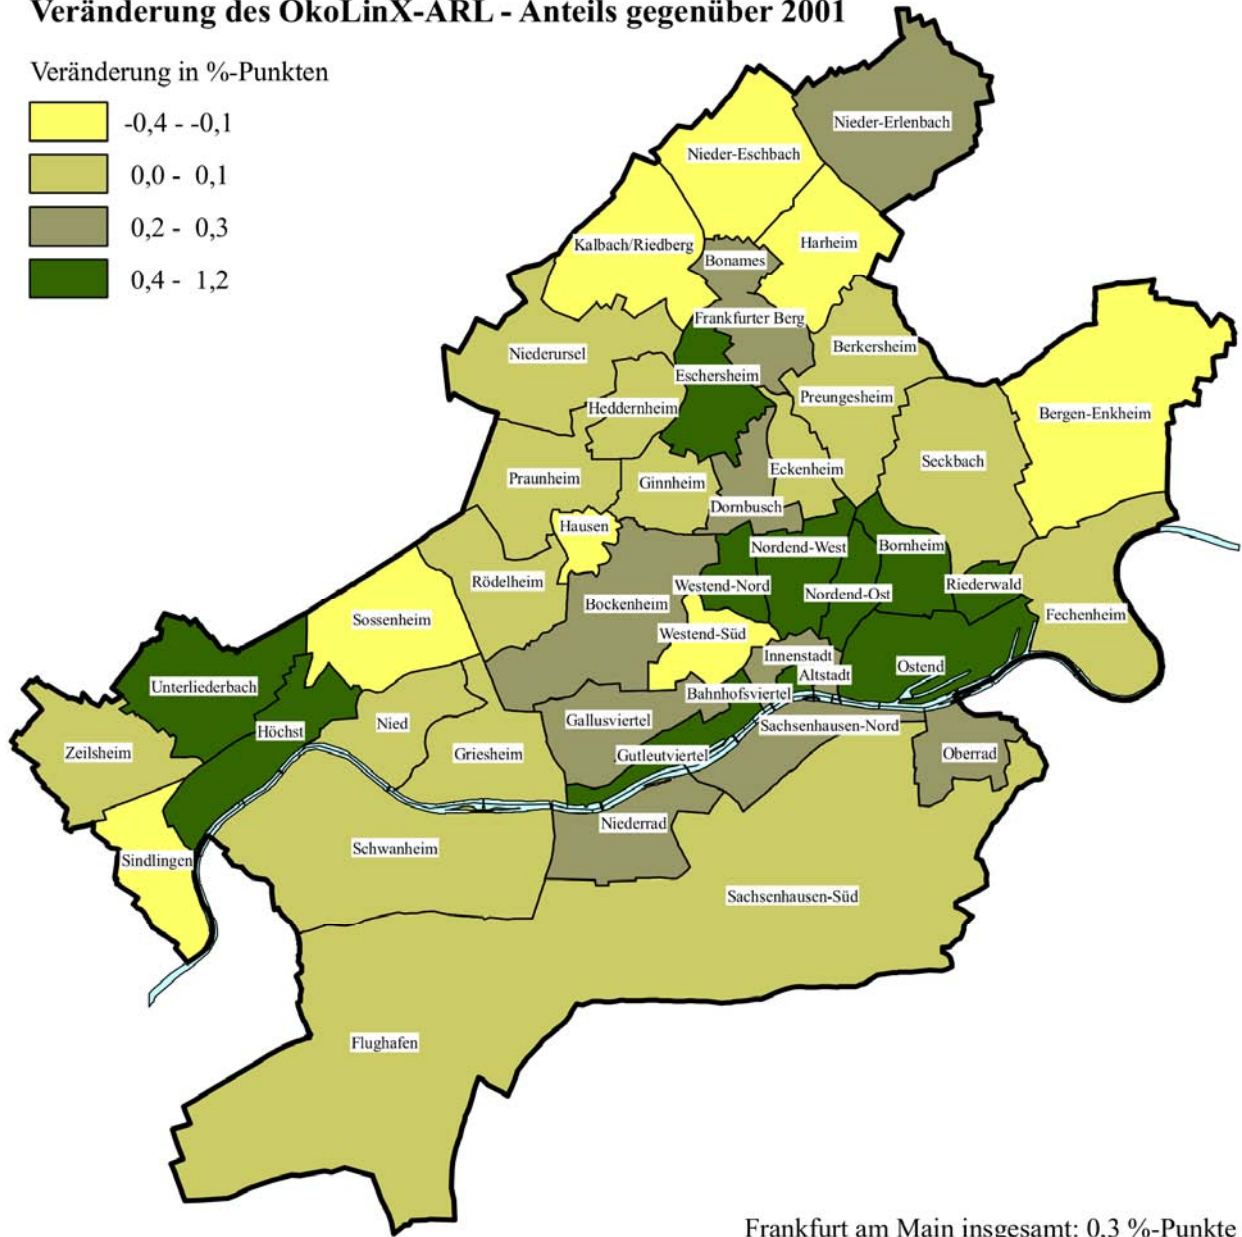 Veränderung des ÖkoLinX-ARL - Anteils gegenüber 2001
Veränderung in %-Punkten
-0,4 - -0,1
0,0 - 0,1
0,2 - 0,3
0,4 - 1,2
Nieder-Erlenbach
Nieder-Eschbach
Kalbach/Riedberg
Harheim
Bonames
Frankfurter Berg
Berkersheim
Niederursel
Eschersheim
Preungesheim
Heddernheim
Bergen-Enkheim
Seckbach
Eckenheim
Praunheim
Ginnheim
Dornbusch
Hausen
Nordend-West
Bornheim
Rödelheim
Westend-Nord
Riederwald
Nordend-Ost
Bockenheim
Fechenheim
Sossenheim
Westend-Süd
Innenstadt
Ostend
Altstadt
Unterliederbach
Bahnhofsviertel
Gallusviertel
Sachsenhausen-Nord
Nied
Höchst
Zeilsheim
Griesheim
Gutleutviertel
Oberrad
Niederrad
Schwanheim
Sindlingen
Sachsenhausen-Süd
Flughafen
Frankfurt am Main insgesamt: 0,3 %-Punkte